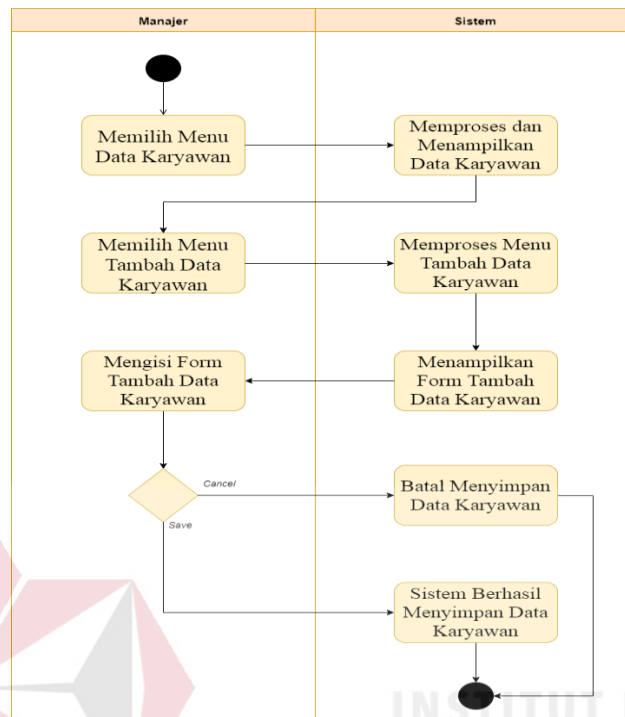 Manajer
Sistem
Memilih Menu
Data Karyawan
Memproses dan
Menampilkan
Data Karyawan
Memilih Menu
Tambah Data
Karyawan
Memproses Menu
Tambah Data
Karyawan
Mengisi Form
Tambah Data
Karyawan
Menampilkan
Form Tambah
Data Karyawan
Cancel
Save
Batal Menyimpan
Data Karyawan
Sistem Berhasil
Menyimpan Data
Karyawan
INSTITUT